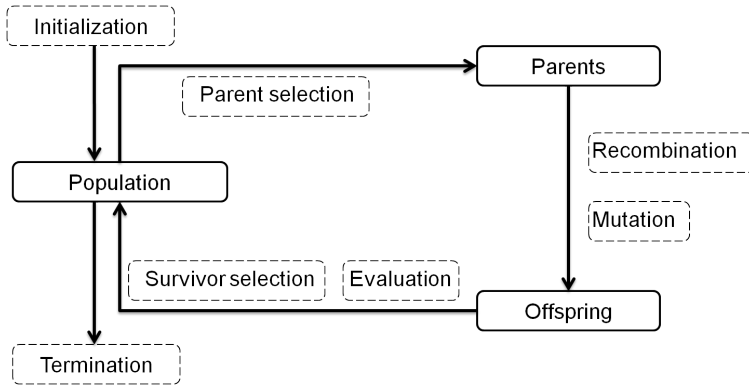 Initialization
Parents
Parent selection
Recombination
Population
Mutation
Survivor selection
Evaluation
Offspring
Termination